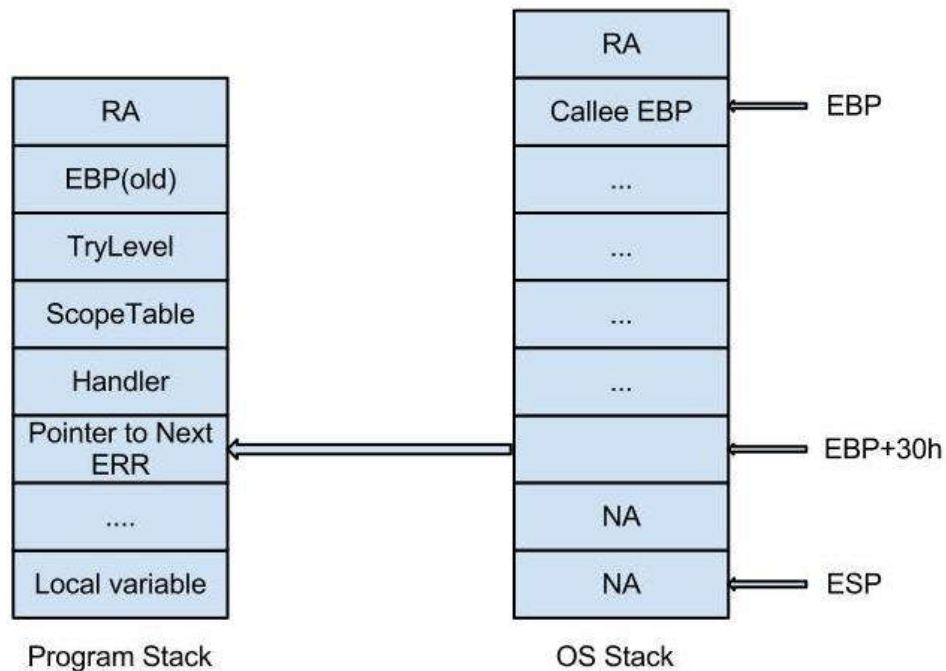 RA
EBP(old)
TryLevel
ScopeTable
Handler
Pointer to Next
ERR
....
Local variable
Program Stack
RA
Callee EBP
...
...
...
...
NA
NA
OS Stack
EBP
EBP+30h
ESP